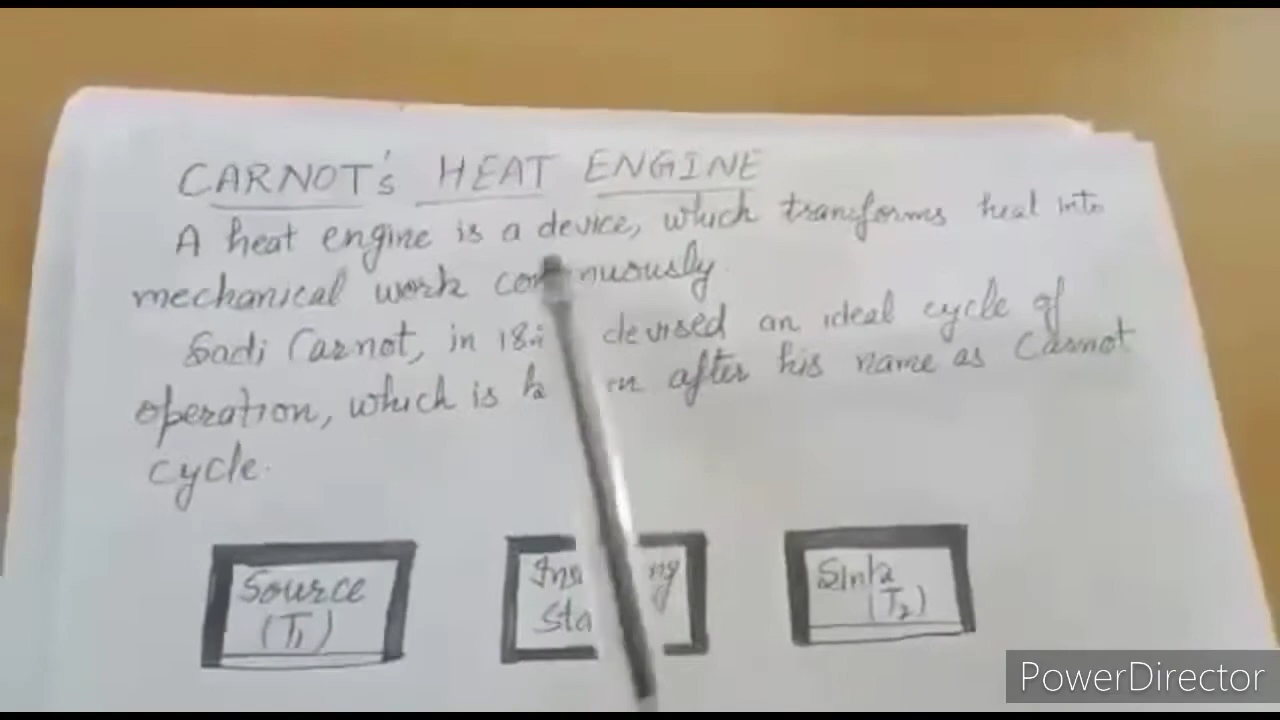 CARNOT's HEAT ENGINE
A heat engine is a device, which transforms heat into
mechanical work continuously.
Sadi Carnot, in devised an ideal cycle of
operation, which is after his name as Carnot
cycle.
Source
(T1)
Sink
(T2)
PowerDirector